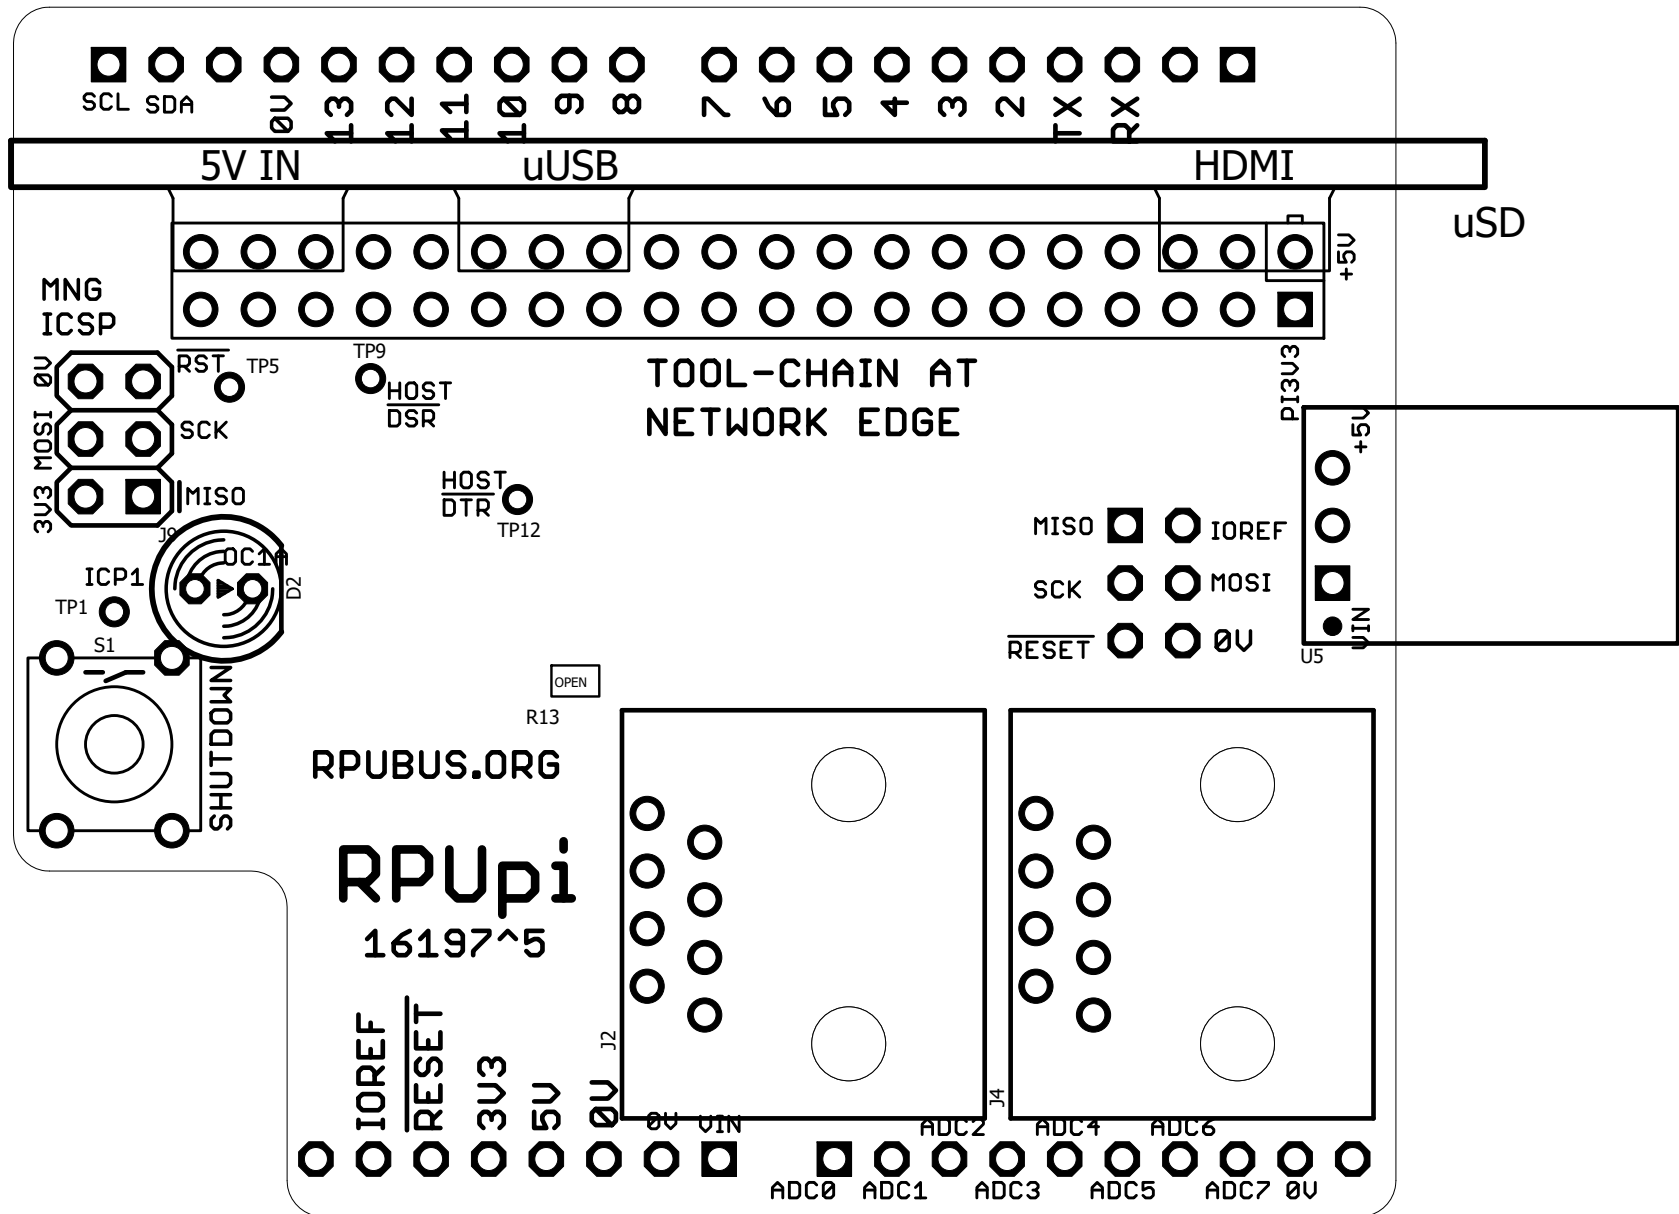 SCL SDA 0V 13 12 11 10 9 8 7 6 5 4 3 2 TX RX
5V IN uUSB HDMI
uSD
+5V
MNG
ICSP
RST TP5
TP9
HOST
DSR
0V
MOSI
3V3
SCK
MISO
J9
TOOL-CHAIN AT
NETWORK EDGE
PI3V3
+5V
HOST
DTR
TP12
MISO IOREF
SCK MOSI
RESET 0V
VIN
U5
OC1A
D2
ICP1
TP1
S1
SHUTDOWN
OPEN
R13
RPUBUS.ORG
RPUpi
16197^5
J2
J4
IOREF RESET 3V3 5V 0V 0V VIN
ADC2 ADC4 ADC6
ADC0 ADC1 ADC3 ADC5 ADC7 0V